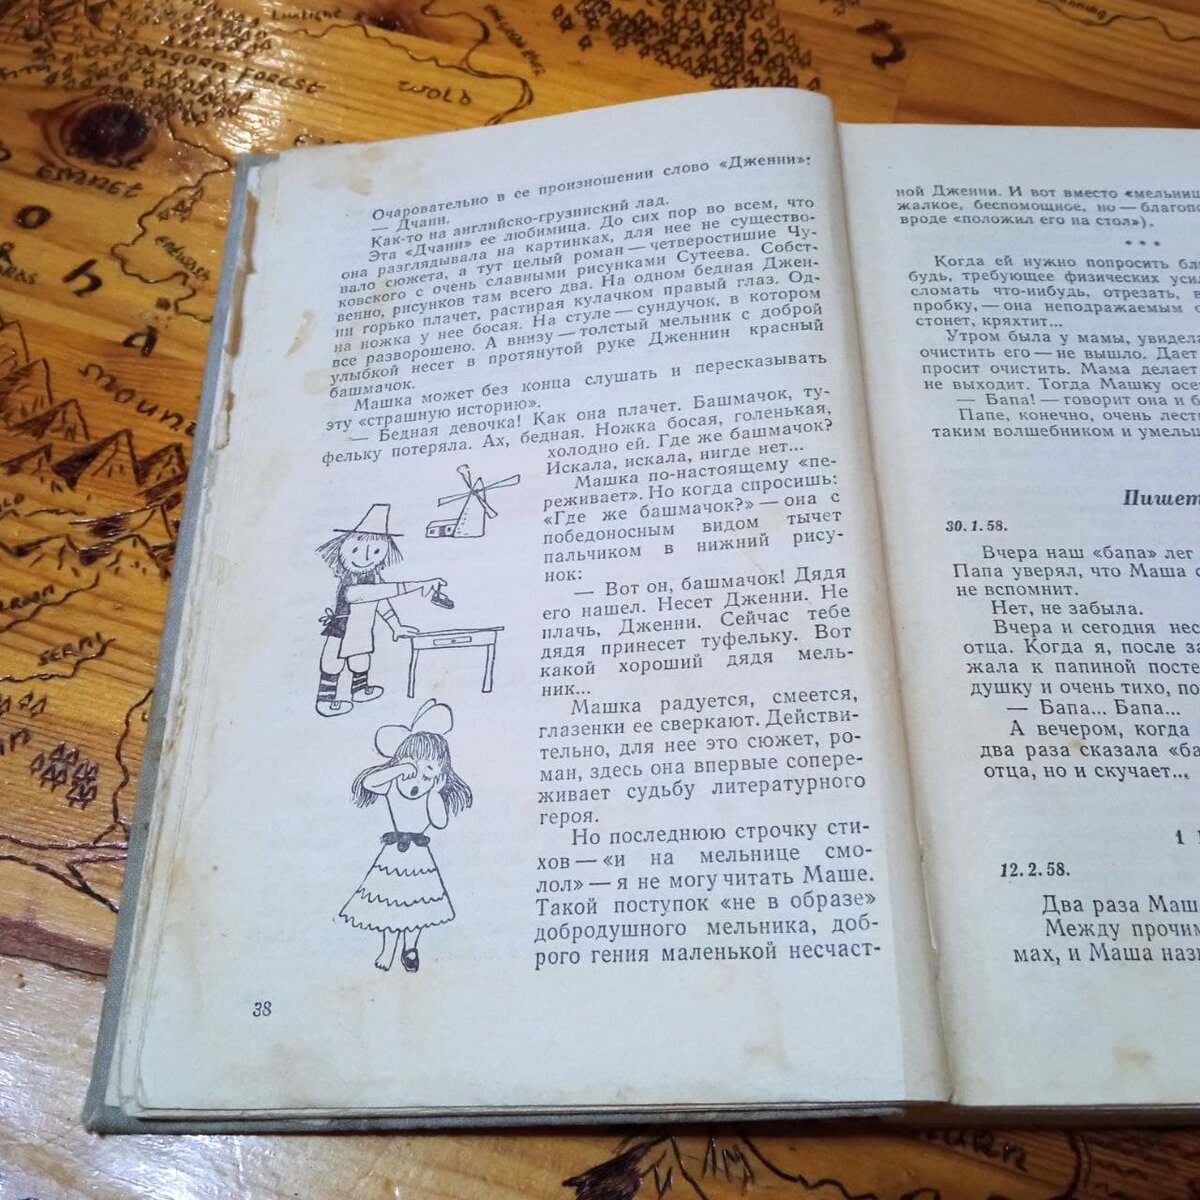 Очаровательно в ее произношении слово «Дженни»:
— Дчани.
Как-то на английско-грузинский лад.
Эта «Дчани» ее любимица. До сих пор во всем, что
она разглядывала на картинках, для нее не существо-
вало сюжета, а тут целый роман — четверостишие Чу-
ковского с очень славными рисунками Сутеева. Собст-
венно, рисунков там всего два. На одном бедная Джен-
ни горько плачет, растирая кулачком правый глаз. Од-
на ножка у нее босая. На стуле — сундучок, в котором
все разворошено. А внизу — толстый мельник с доброй
улыбкой несет в протянутой руке Дженнин красный
башмачок.
Машка может без конца слушать и пересказывать
эту «страшную историю».
— Бедная девочка! Как она плачет. Башмачок, ту-
фельку потеряла. Ах, бедная. Ножка босая, голенькая,
холодно ей. Где же башмачок?
Искала, искала, нигде нет...
Машка по-настоящему «пе-
реживает». Но когда спросишь:
«Где же башмачок?» — она с
победоносным видом тычет
пальчиком в нижний рису-
нок:
— Вот он, башмачок! Дядя
его нашел. Несет Дженни. Не
плачь, Дженни. Сейчас тебе
дядя принесет туфельку. Вот
какой хороший дядя мель-
ник...
Машка радуется, смеется,
глазенки ее сверкают. Действи-
тельно, для нее это сюжет, ро-
ман, здесь она впервые сопере-
живает судьбу литературного
героя.
Но последнюю строчку сти-
хов — «и на мельнице смо-
лол» — я не могу читать Маше.
Такой поступок «не в образе»
добродушного мельника, доб-
рого гения маленькой несчаст-
38
ной Дженни. И вот вместо «мельниц
жалкое, беспомощное, но — благопо
вроде «положил его на стол»).
* * *
Когда ей нужно попросить бл
будь, требующее физических уси
сломать что-нибудь, отрезать,
пробку, — она неподражаемым
стонет, кряхтит...
Утром была у мамы, увидела
очистить его — не вышло. Дает
просит очистить. Мама делает
не выходит. Тогда Машку осе
— Бапа! — говорит она и б
Папе, конечно, очень лест
таким волшебником и умельц
Пишет
30.1.58.
Вчера наш «бапа» лег
Папа уверял, что Маша с
не вспомнит.
Нет, не забыла.
Вчера и сегодня нес
отца. Когда я, после за
жала к папиной посте
душку и очень тихо, по
— Бапа... Бапа...
А вечером, когда
два раза сказала «ба
отца, но и скучает...
1
12.2.58.
Два раза Маш
Между прочим
мах, и Маша назы
FANGORN FOREST
WOLD
EMNET
Mount